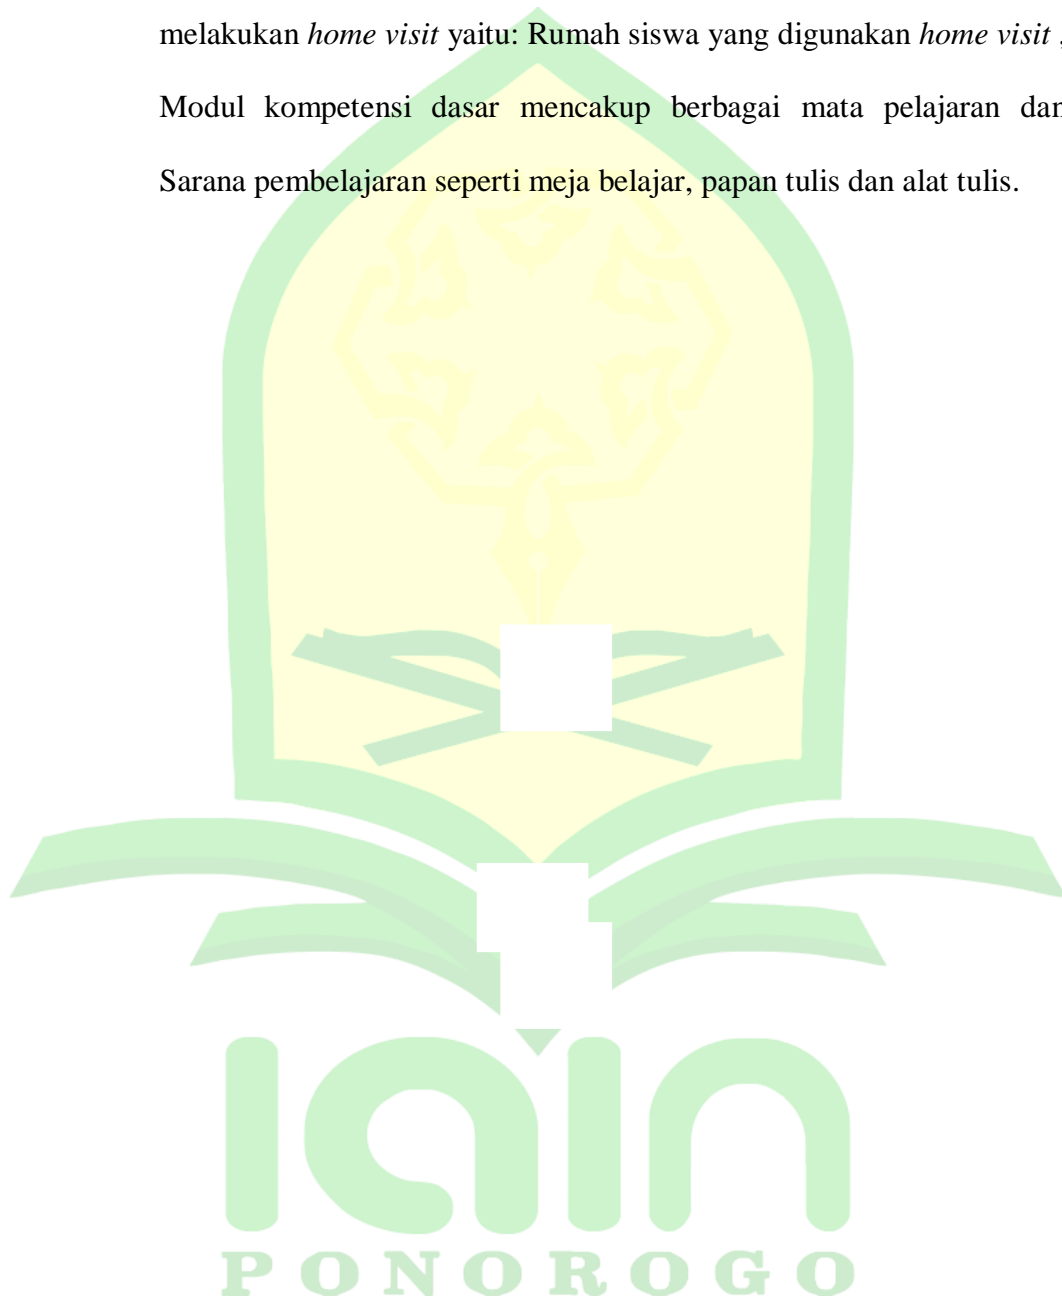 melakukan home visit yaitu: Rumah siswa yang digunakan home visit ,
Modul kompetensi dasar mencakup berbagai mata pelajaran dan
Sarana pembelajaran seperti meja belajar, papan tulis dan alat tulis.
iain
PONOROGO